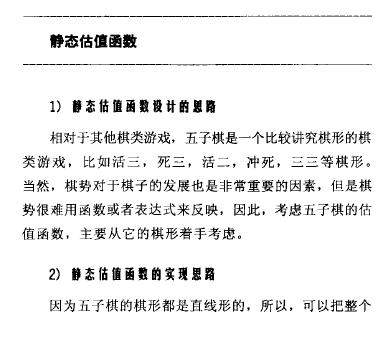 静态估值函数
1） 静态估值函数设计的思路
相对于其他棋类游戏，五子棋是一个比较讲究棋形的棋
类游戏，比如活三，死三，活二，冲死，三三等棋形。
当然，棋势对于棋子的发展也是非常重要的因素，但是棋
势很难用函数或者表达式来反映，因此，考虑五子棋的估
值函数，主要从它的棋形着手考虑。
2） 静态估值函数的实现思路
因为五子棋的棋形都是直线形的，所以，可以把整个